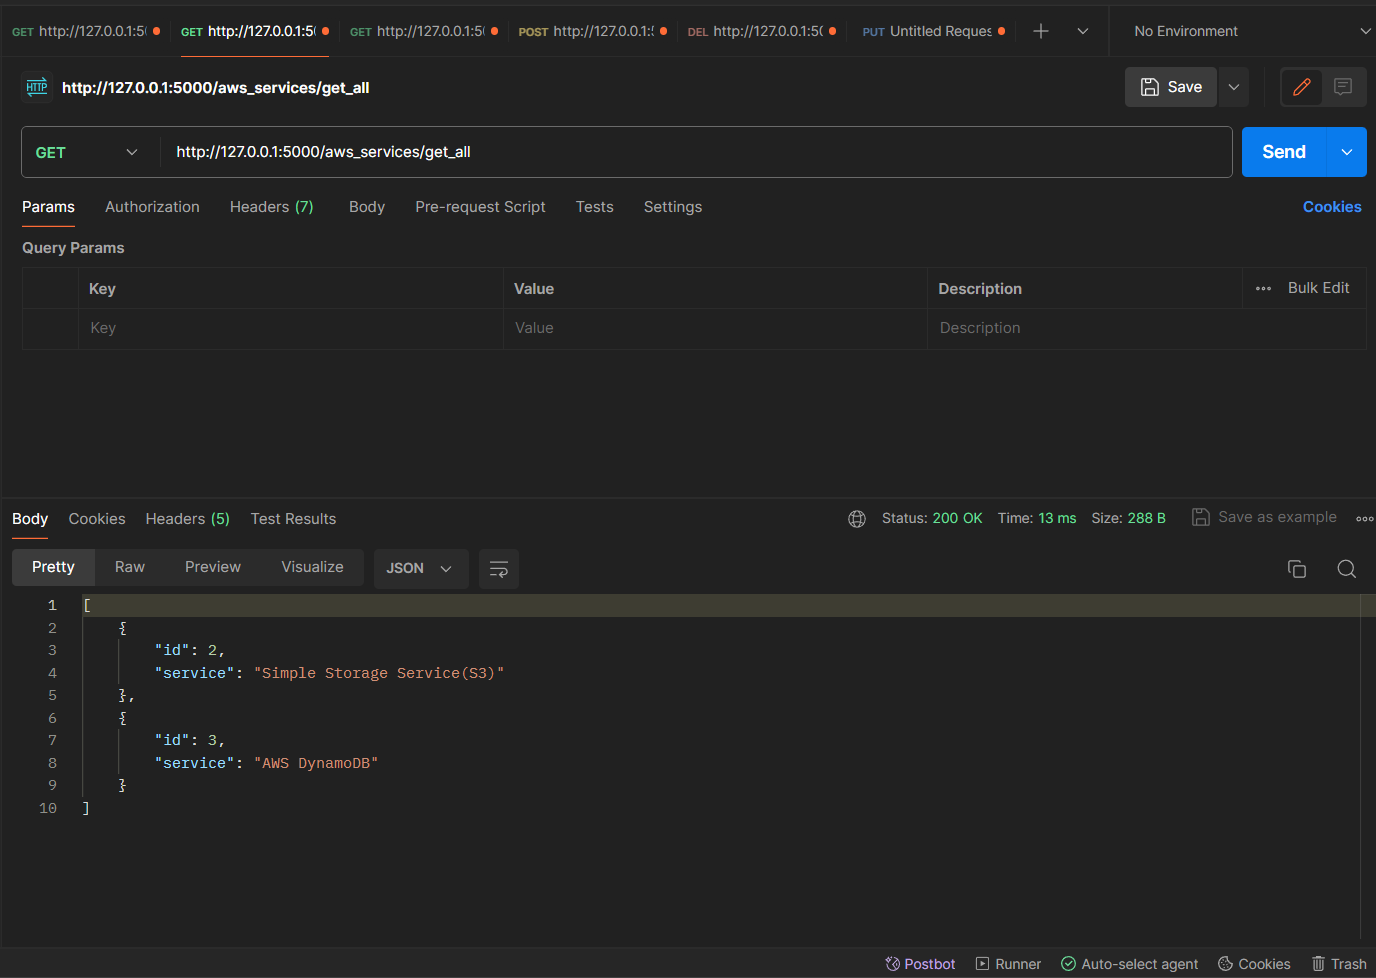 GET http://127.0.0.1:5( GET http://127.0.0.1:5( GET http://127.0.0.1:5( POST http://127.0.0.1:5 DEL http://127.0.0.1:50 PUT Untitled Reques No Environment
HTTP http://127.0.0.1:5000/aws_services/get_all Save
GET http://127.0.0.1:5000/aws_services/get_all Send
Params Authorization Headers (7) Body Pre-request Script Tests Settings Cookies
Query Params
Key Value Description Bulk Edit
Key Value Description
Body Cookies Headers (5) Test Results Status: 200 OK Time: 13 ms Size: 288 B Save as example
Pretty Raw Preview Visualize JSON
1 [
2 {
3 "id": 2,
4 "service": "Simple Storage Service(S3)"
5 },
6 {
7 "id": 3,
8 "service": "AWS DynamoDB"
9 }
10 ]
Postbot Runner Auto-select agent Cookies Trash